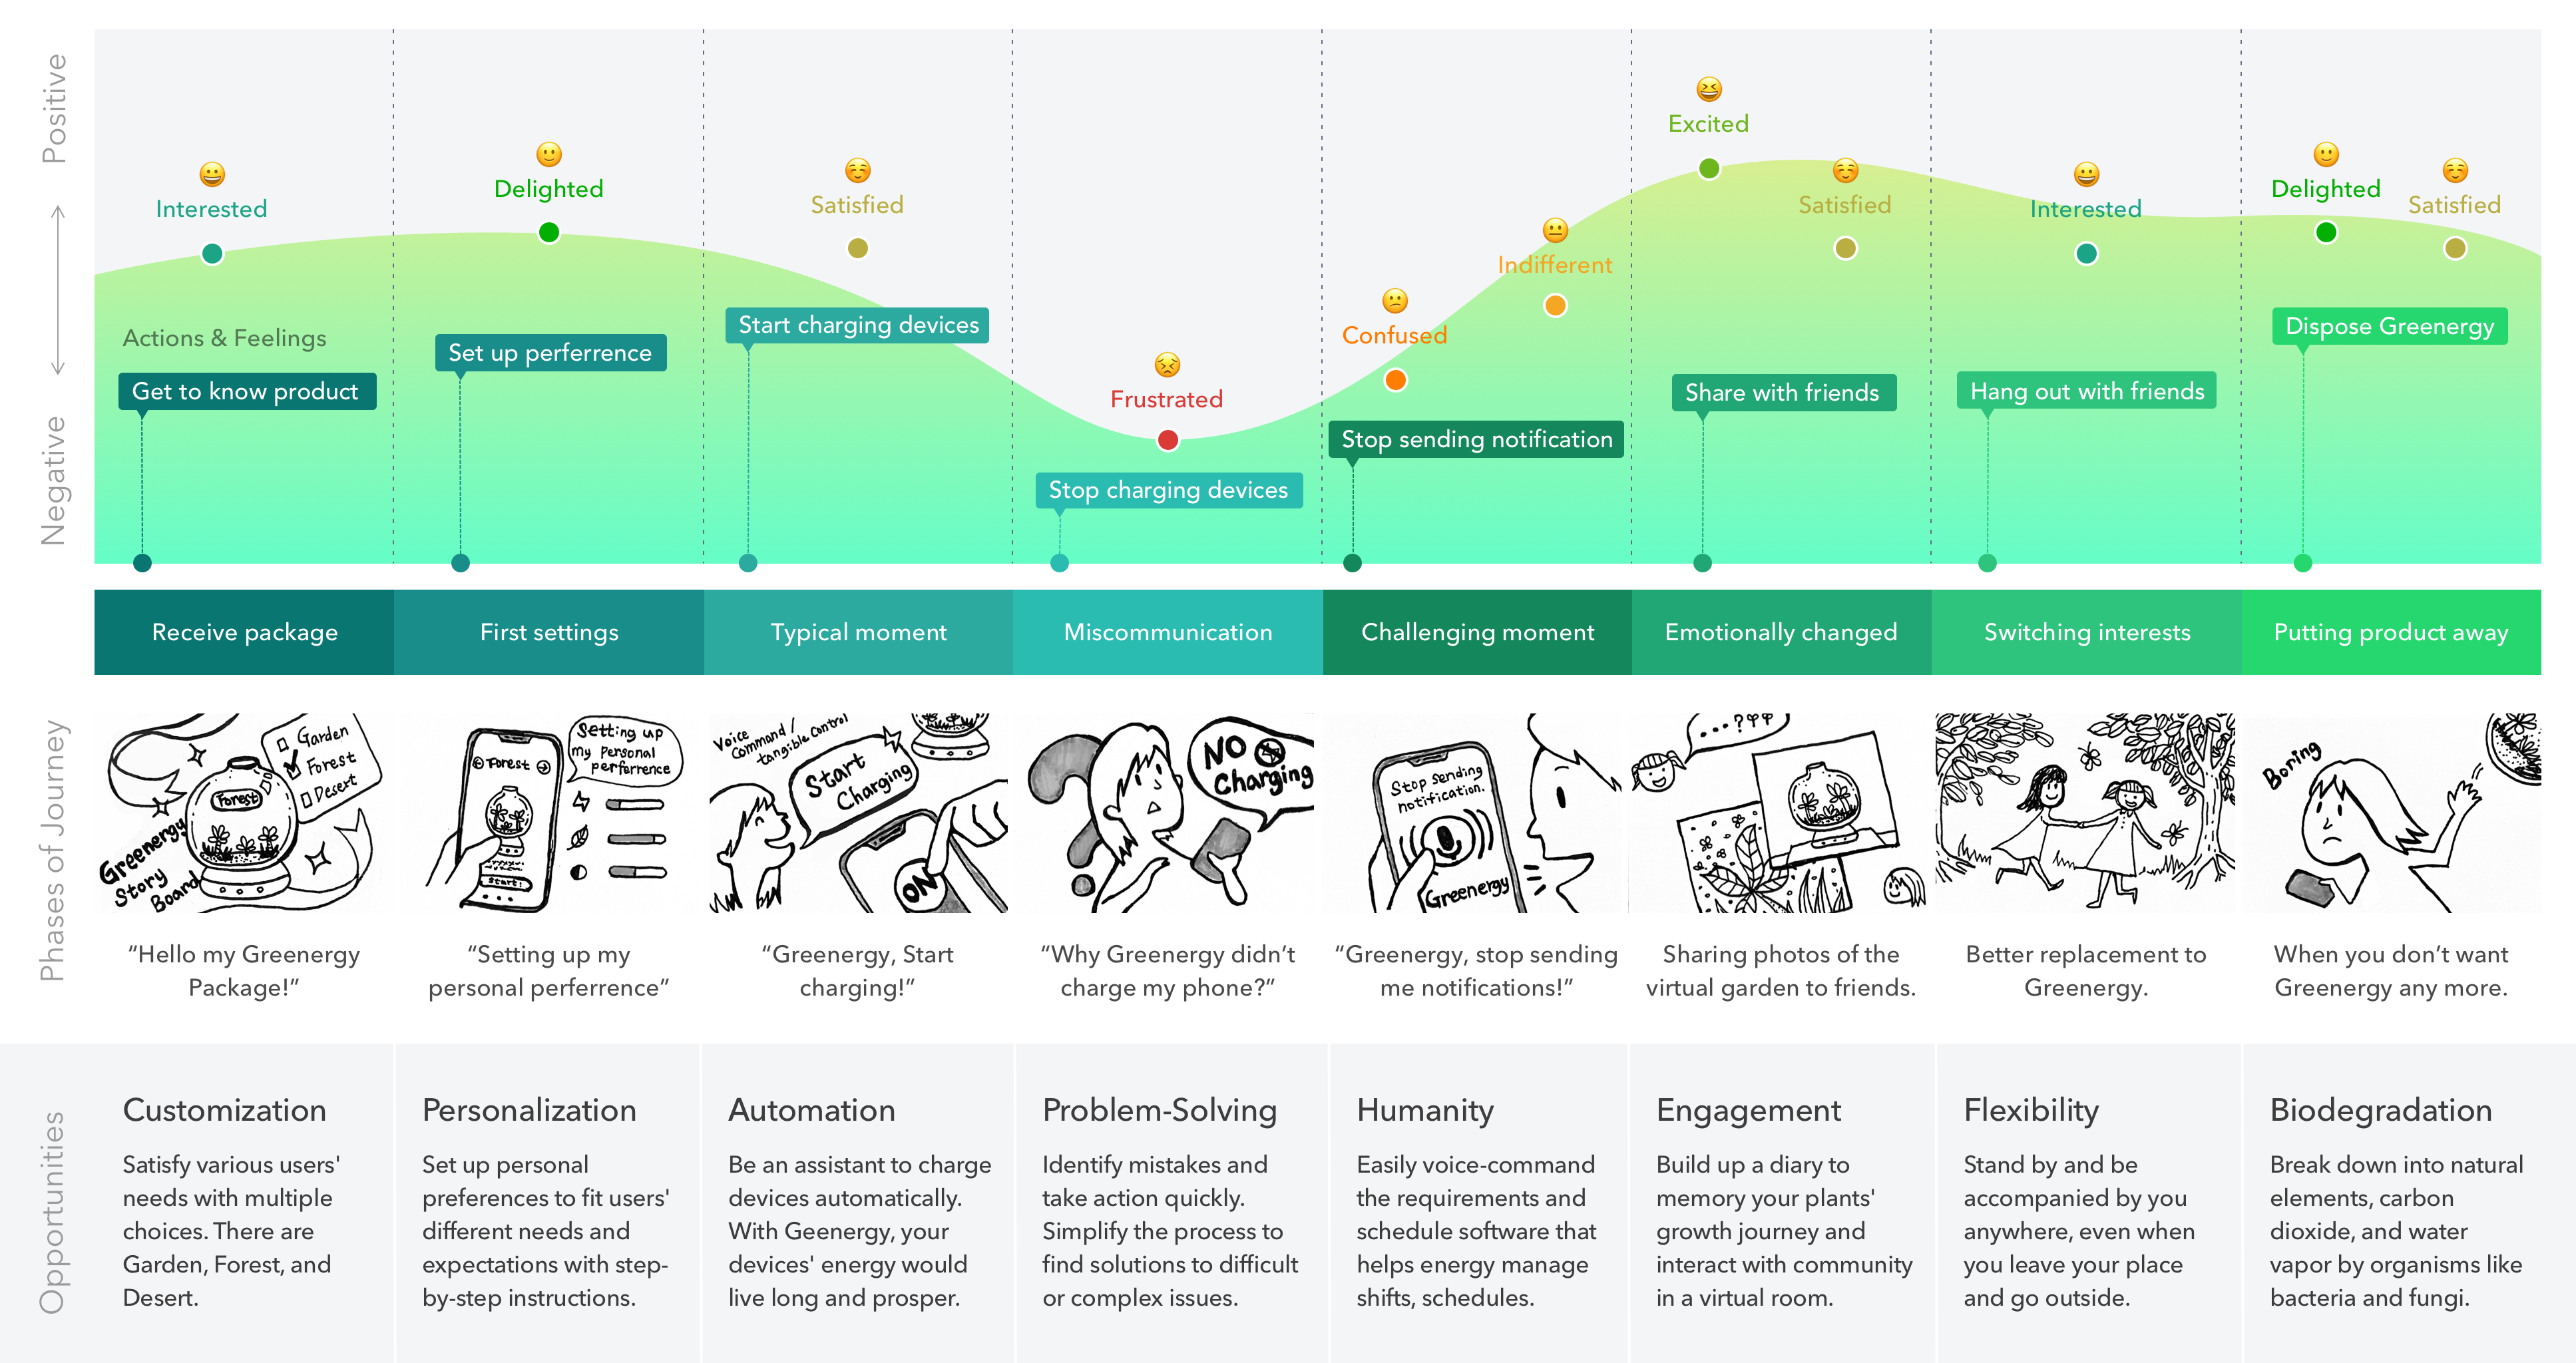 Positive
Negative
Interested
Delighted
Satisfied
Frustrated
Confused
Indifferent
Excited
Satisfied
Interested
Delighted
Satisfied
Actions & Feelings
Get to know product
Set up perferrence
Start charging devices
Stop charging devices
Stop sending notification
Share with friends
Hang out with friends
Dispose Greenergy
Receive package
First settings
Typical moment
Miscommunication
Challenging moment
Emotionally changed
Switching interests
Putting product away
Phases of Journey
Garden
Forest
Desert
Forest
Greenergy
Story
Board
Setting up
my personal
perferrence
Forest
Start!
Voice
Command /
tangible control
Start
Charging
ON
NO
Charging
Stop sending
notification.
Greenergy
...???
Boring
“Hello my Greenergy
Package!”
“Setting up my
personal perferrence”
“Greenergy, Start
charging!”
“Why Greenergy didn’t
charge my phone?”
“Greenergy, stop sending
me notifications!”
Sharing photos of the
virtual garden to friends.
Better replacement to
Greenergy.
When you don’t want
Greenergy any more.
Opportunities
Customization
Satisfy various users'
needs with multiple
choices. There are
Garden, Forest, and
Desert.
Personalization
Set up personal
preferences to fit users'
different needs and
expectations with step-
by-step instructions.
Automation
Be an assistant to charge
devices automatically.
With Geenergy, your
devices' energy would
live long and prosper.
Problem-Solving
Identify mistakes and
take action quickly.
Simplify the process to
find solutions to difficult
or complex issues.
Humanity
Easily voice-command
the requirements and
schedule software that
helps energy manage
shifts, schedules.
Engagement
Build up a diary to
memory your plants'
growth journey and
interact with community
in a virtual room.
Flexibility
Stand by and be
accompanied by you
anywhere, even when
you leave your place
and go outside.
Biodegradation
Break down into natural
elements, carbon
dioxide, and water
vapor by organisms like
bacteria and fungi.